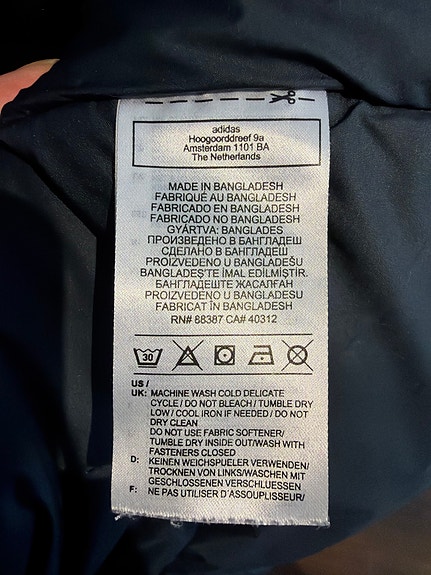 adidas
Hoogoorddreef 9a
Amsterdam 1101 BA
The Netherlands
MADE IN BANGLADESH
FABRIQUÉ AU BANGLADESH
FABRICADO EN BANGLADESH
FABRICADO NO BANGLADESH
GYÁRTVA: BANGLADES
ПРОИЗВЕДЕНО В БАНГЛАДЕШ
СДЕЛАНО В БАНГЛАДЕШ
PROIZVEDENO U BANGLADEŠU
BANGLADEŞ'TE İMAL EDİLMİŞTİR.
БАНГЛАДЕШТЕ ЖАСАЛҒАН
PROIZVEDENO U BANGLADESU
FABRICAT ÎN BANGLADESH
RN# 88387 CA# 40312
30
US /
UK: MACHINE WASH COLD DELICATE
CYCLE / DO NOT BLEACH / TUMBLE DRY
LOW / COOL IRON IF NEEDED / DO NOT
DRY CLEAN
DO NOT USE FABRIC SOFTENER/
TUMBLE DRY INSIDE OUT/WASH WITH
FASTENERS CLOSED
D: KEINEN WEICHSPUELER VERWENDEN/
TROCKNEN VON LINKS/WASCHEN MIT
GESCHLOSSENEN VERSCHLUESSEN
F: NE PAS UTILISER D'ASSOUPLISSEUR/